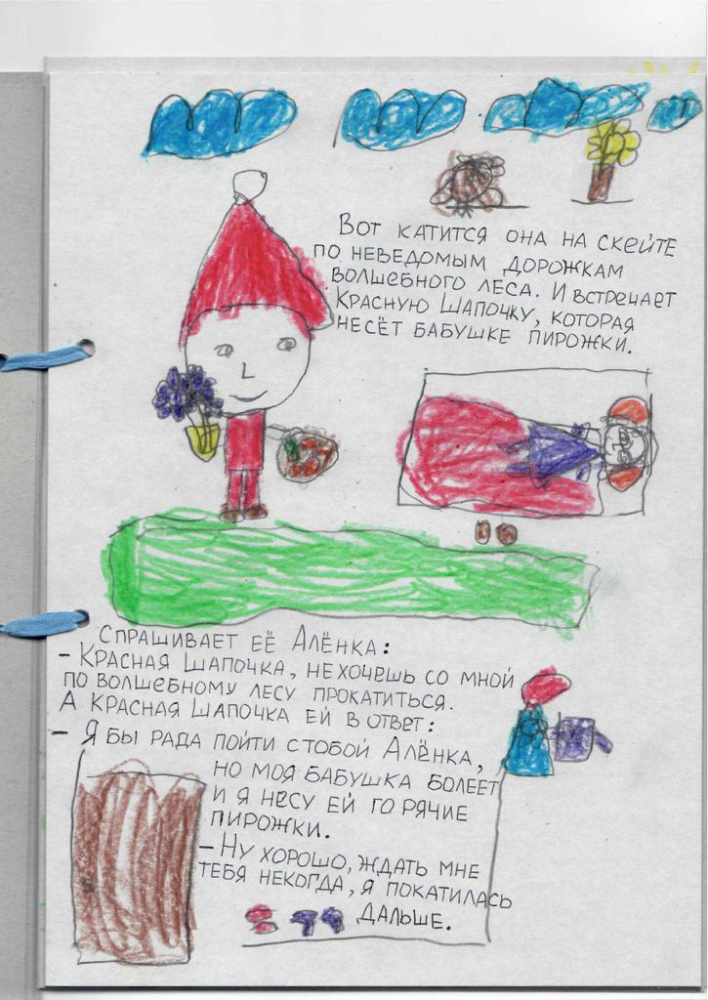 Вот катится она на скейте
по неведомым дорожкам
волшебного леса. И встречает
Красную Шапочку, которая
несёт бабушке пирожки.
Спрашивает её Алёнка:
- Красная шапочка, не хочешь со мной
по волшебному лесу прокатиться.
А Красная шапочка ей в ответ:
- Я бы рада пойти с тобой Алёнка,
но моя бабушка болеет
и я несу ей горячие
пирожки.
- Ну хорошо, ждать мне
тебя некогда, я покатилась
дальше.